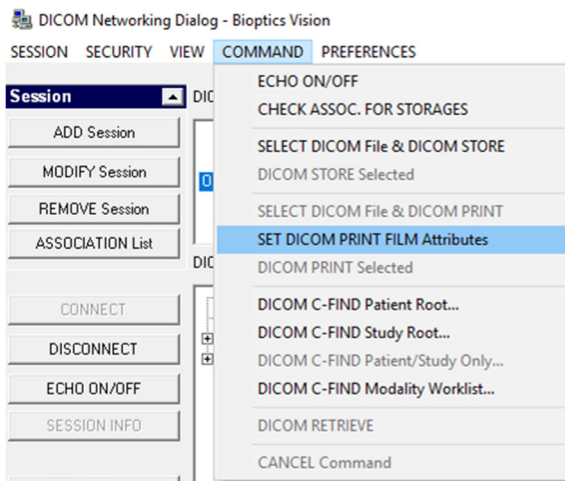 DICOM Networking Dialog - Bioptics Vision
SESSION SECURITY VIEW COMMAND PREFERENCES
Session
DIC
ADD Session
MODIFY Session
REMOVE Session
ASSOCIATION List
DIC
CONNECT
DISCONNECT
ECHO ON/OFF
SESSION INFO
ECHO ON/OFF
CHECK ASSOC. FOR STORAGES
SELECT DICOM File & DICOM STORE
DICOM STORE Selected
SELECT DICOM File & DICOM PRINT
SET DICOM PRINT FILM Attributes
DICOM PRINT Selected
DICOM C-FIND Patient Root...
DICOM C-FIND Study Root...
DICOM C-FIND Patient/Study Only...
DICOM C-FIND Modality Worklist...
DICOM RETRIEVE
CANCEL Command